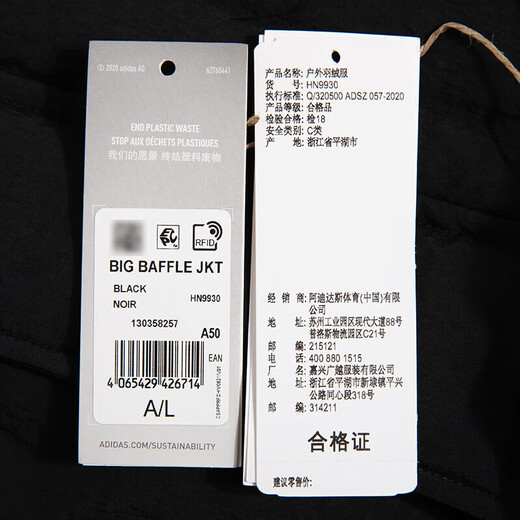 © 2020 adidas AG
62760441
END PLASTIC WASTE
STOP AUX DÉCHETS PLASTIQUES
我们的愿景 终结塑料废物
RFID
BIG BAFFLE JKT
BLACK
NOIR
HN9930
130358257
A50
EAN
4 065429 426714
A/L
ADIDAS.COM/SUSTAINABILITY
产品名称: 户外羽绒服
货 号: HN9930
执行标准: Q/320500 ADSZ 057-2020
产品等级: 合格品
检验合格: 检18
安全类别: C类
产 地: 浙江省平湖市
经 销 商: 阿迪达斯体育(中国)有限
公司
地 址: 苏州工业园区现代大道88号
普洛斯物流园区C21号
邮 编: 215121
电 话: 400 880 1515
厂 名: 嘉兴广越服装有限公司
地 址: 浙江省平湖市新埭镇平兴
公路同心段318号
邮 编: 314211
合格证
建议零售价: